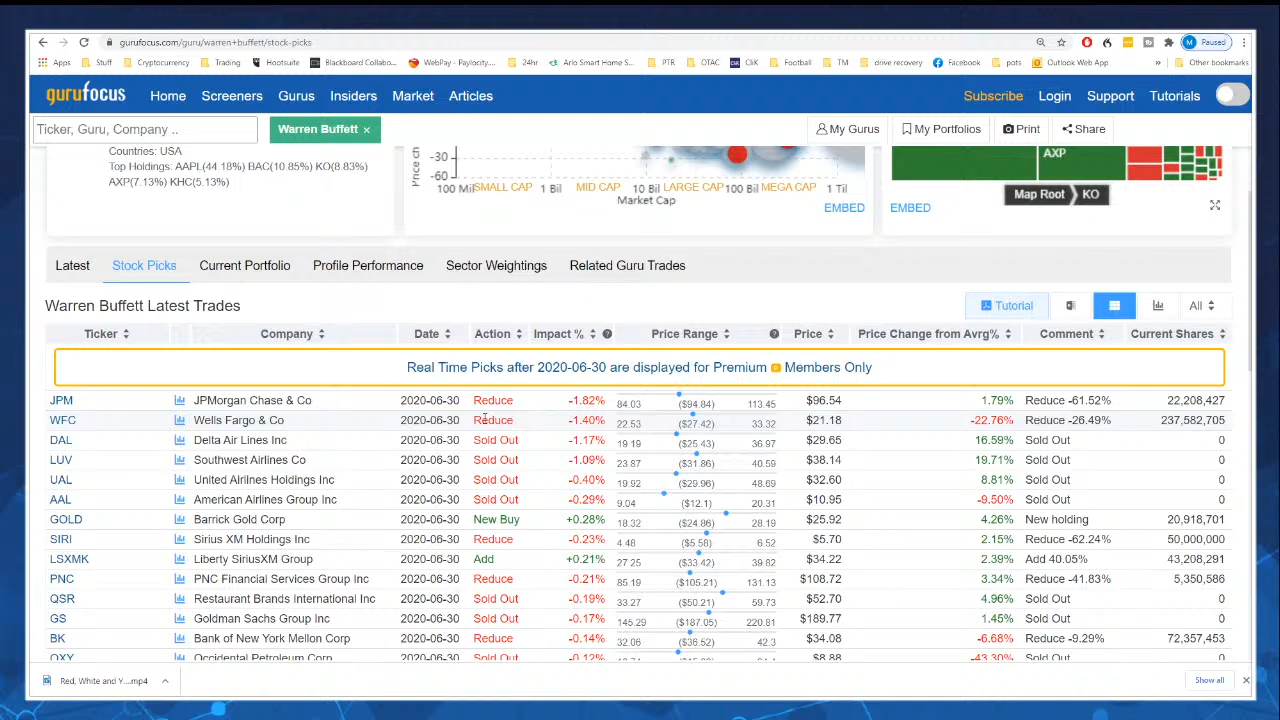 gurufocus.com/guru/warren+buffett/stock-picks
M Paused
Apps Stuff Cryptocurrency Trading Hootsuite Blackboard Collabo... WebPay - Paylocity... 24hr Arlo Smart Home S... PTR OTAC CliK Football TM drive recovery Facebook pots Outlook Web App » Other bookmarks
gurufocus Home Screeners Gurus Insiders Market Articles Subscribe Login Support Tutorials
Ticker, Guru, Company .. Warren Buffett × My Gurus My Portfolios Print Share
Countries: USA
Top Holdings: AAPL(44.18%) BAC(10.85%) KO(8.83%)
AXP(7.13%) KHC(5.13%)
Price ch
-30
-60
100 Mil SMALL CAP 1 Bil MID CAP 10 Bil LARGE CAP 100 Bil MEGA CAP 1 Til
Market Cap
EMBED
AXP
Map Root KO
EMBED
Latest Stock Picks Current Portfolio Profile Performance Sector Weightings Related Guru Trades
Warren Buffett Latest Trades Tutorial All
Ticker Company Date Action Impact % Price Range Price Price Change from Avrg% Comment Current Shares
Real Time Picks after 2020-06-30 are displayed for Premium P Members Only
JPM JPMorgan Chase & Co 2020-06-30 Reduce -1.82% 84.03 ($94.84) 113.45 $96.54 1.79% Reduce -61.52% 22,208,427
WFC Wells Fargo & Co 2020-06-30 Reduce -1.40% 22.53 ($27.42) 33.32 $21.18 -22.76% Reduce -26.49% 237,582,705
DAL Delta Air Lines Inc 2020-06-30 Sold Out -1.17% 19.19 ($25.43) 36.97 $29.65 16.59% Sold Out 0
LUV Southwest Airlines Co 2020-06-30 Sold Out -1.09% 23.87 ($31.86) 40.59 $38.14 19.71% Sold Out 0
UAL United Airlines Holdings Inc 2020-06-30 Sold Out -0.40% 19.92 ($29.96) 48.69 $32.60 8.81% Sold Out 0
AAL American Airlines Group Inc 2020-06-30 Sold Out -0.29% 9.04 ($12.1) 20.31 $10.95 -9.50% Sold Out 0
GOLD Barrick Gold Corp 2020-06-30 New Buy +0.28% 18.32 ($24.86) 28.19 $25.92 4.26% New holding 20,918,701
SIRI Sirius XM Holdings Inc 2020-06-30 Reduce -0.23% 4.48 ($5.58) 6.52 $5.70 2.15% Reduce -62.24% 50,000,000
LSXMK Liberty SiriusXM Group 2020-06-30 Add +0.21% 27.25 ($33.42) 39.82 $34.22 2.39% Add 40.05% 43,208,291
PNC PNC Financial Services Group Inc 2020-06-30 Reduce -0.21% 85.19 ($105.21) 131.13 $108.72 3.34% Reduce -41.83% 5,350,586
QSR Restaurant Brands International Inc 2020-06-30 Sold Out -0.19% 33.27 ($50.21) 59.73 $52.70 4.96% Sold Out 0
GS Goldman Sachs Group Inc 2020-06-30 Sold Out -0.17% 145.29 ($187.05) 220.81 $189.77 1.45% Sold Out 0
BK Bank of New York Mellon Corp 2020-06-30 Reduce -0.14% 32.06 ($36.52) 42.3 $34.08 -6.68% Reduce -9.29% 72,357,453
OXY Occidental Petroleum Corp 2020-06-30 Sold Out -0.12% $8.88 -43.30% Sold Out 0
Red, White and Y....mp4 Show all